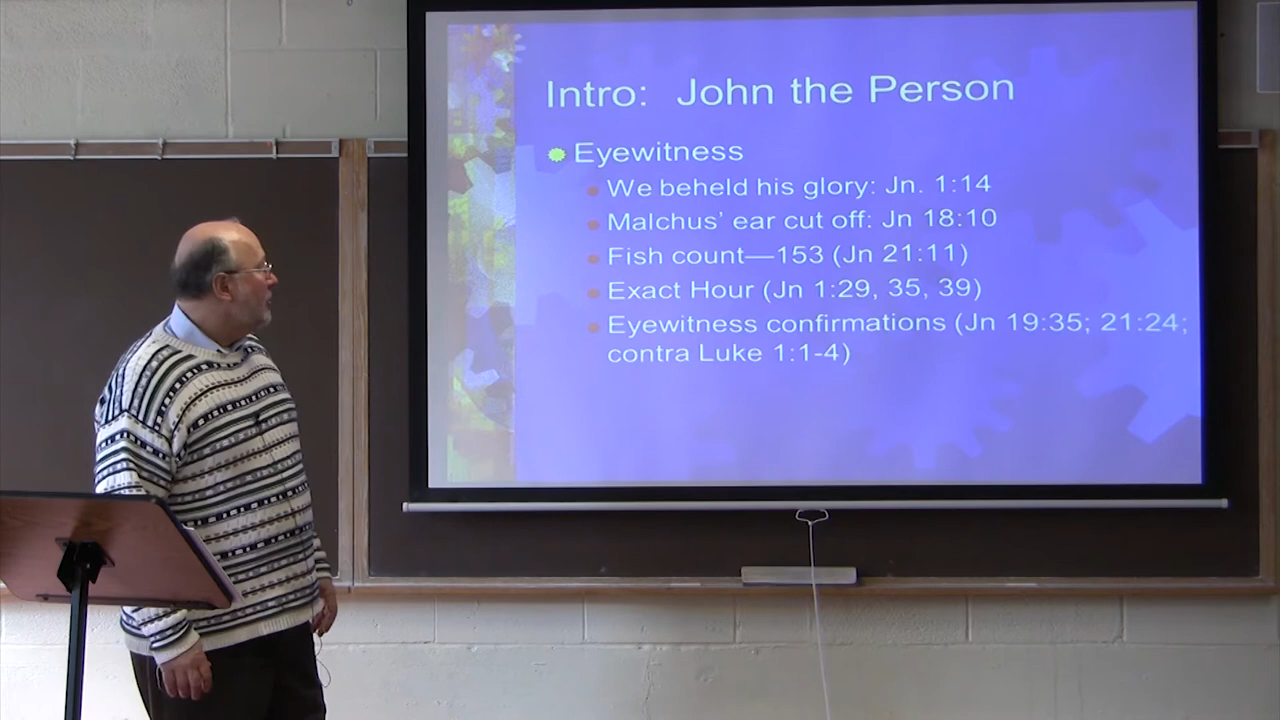 Intro: John the Person
Eyewitness
We beheld his glory: Jn. 1:14
Malchus’ ear cut off: Jn 18:10
Fish count—153 (Jn 21:11)
Exact Hour (Jn 1:29, 35, 39)
Eyewitness confirmations (Jn 19:35; 21:24;
contra Luke 1:1-4)